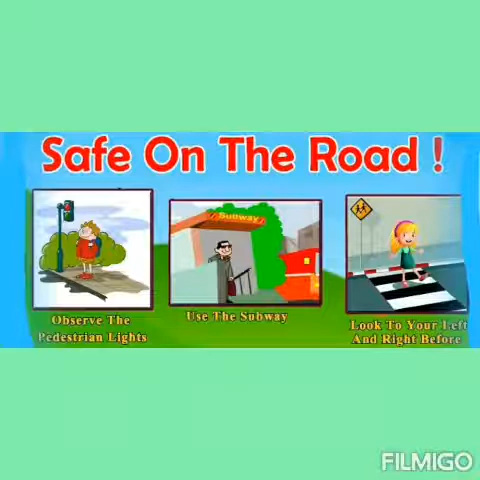 Safe On The Road !
Subway
Observe The
Pedestrian Lights
Use The Subway
Look To Your Left
And Right Before
FILMIGO